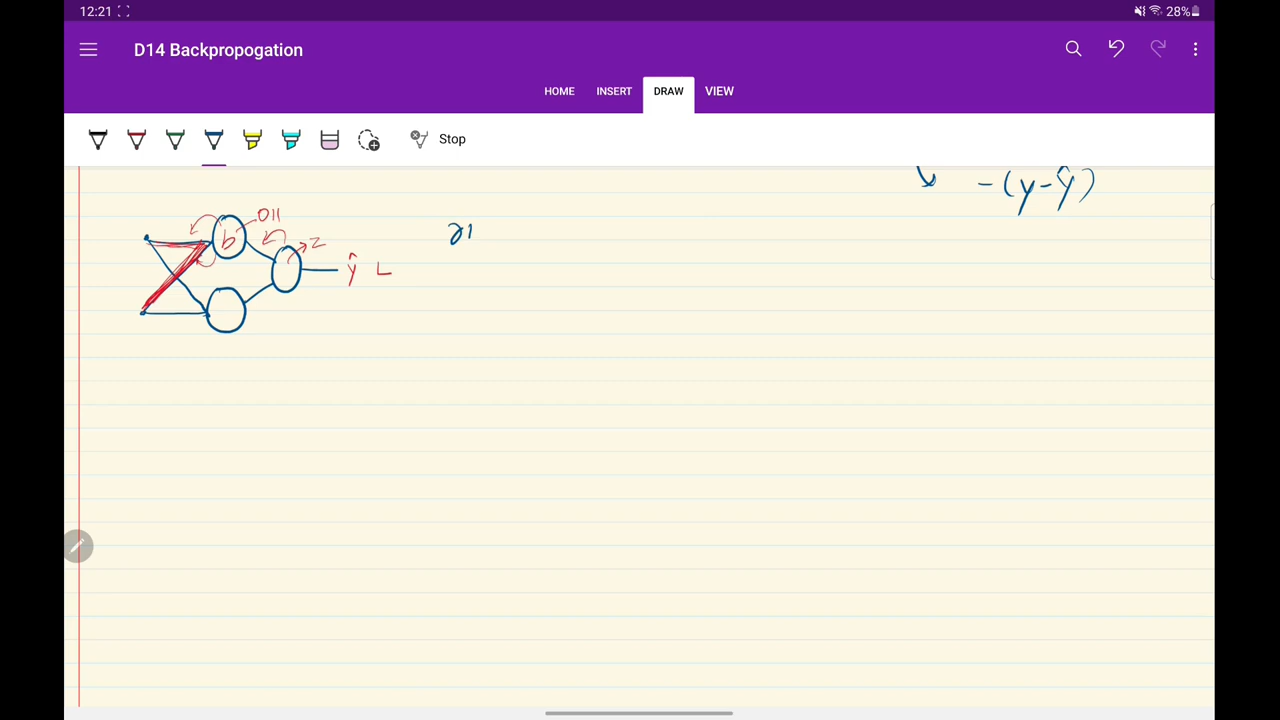 12:21 28%
D14 Backpropogation
HOME INSERT DRAW VIEW
Stop
-(y-ŷ)
O11
b
z
ŷ L
∂